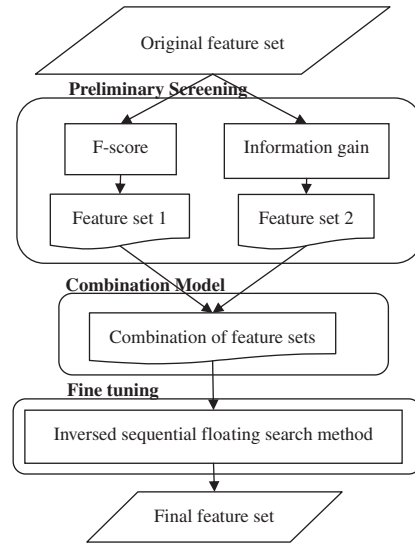 Original feature set
Preliminary Screening
F-score
Information gain
Feature set 1
Feature set 2
Combination Model
Combination of feature sets
Fine tuning
Inversed sequential floating search method
Final feature set